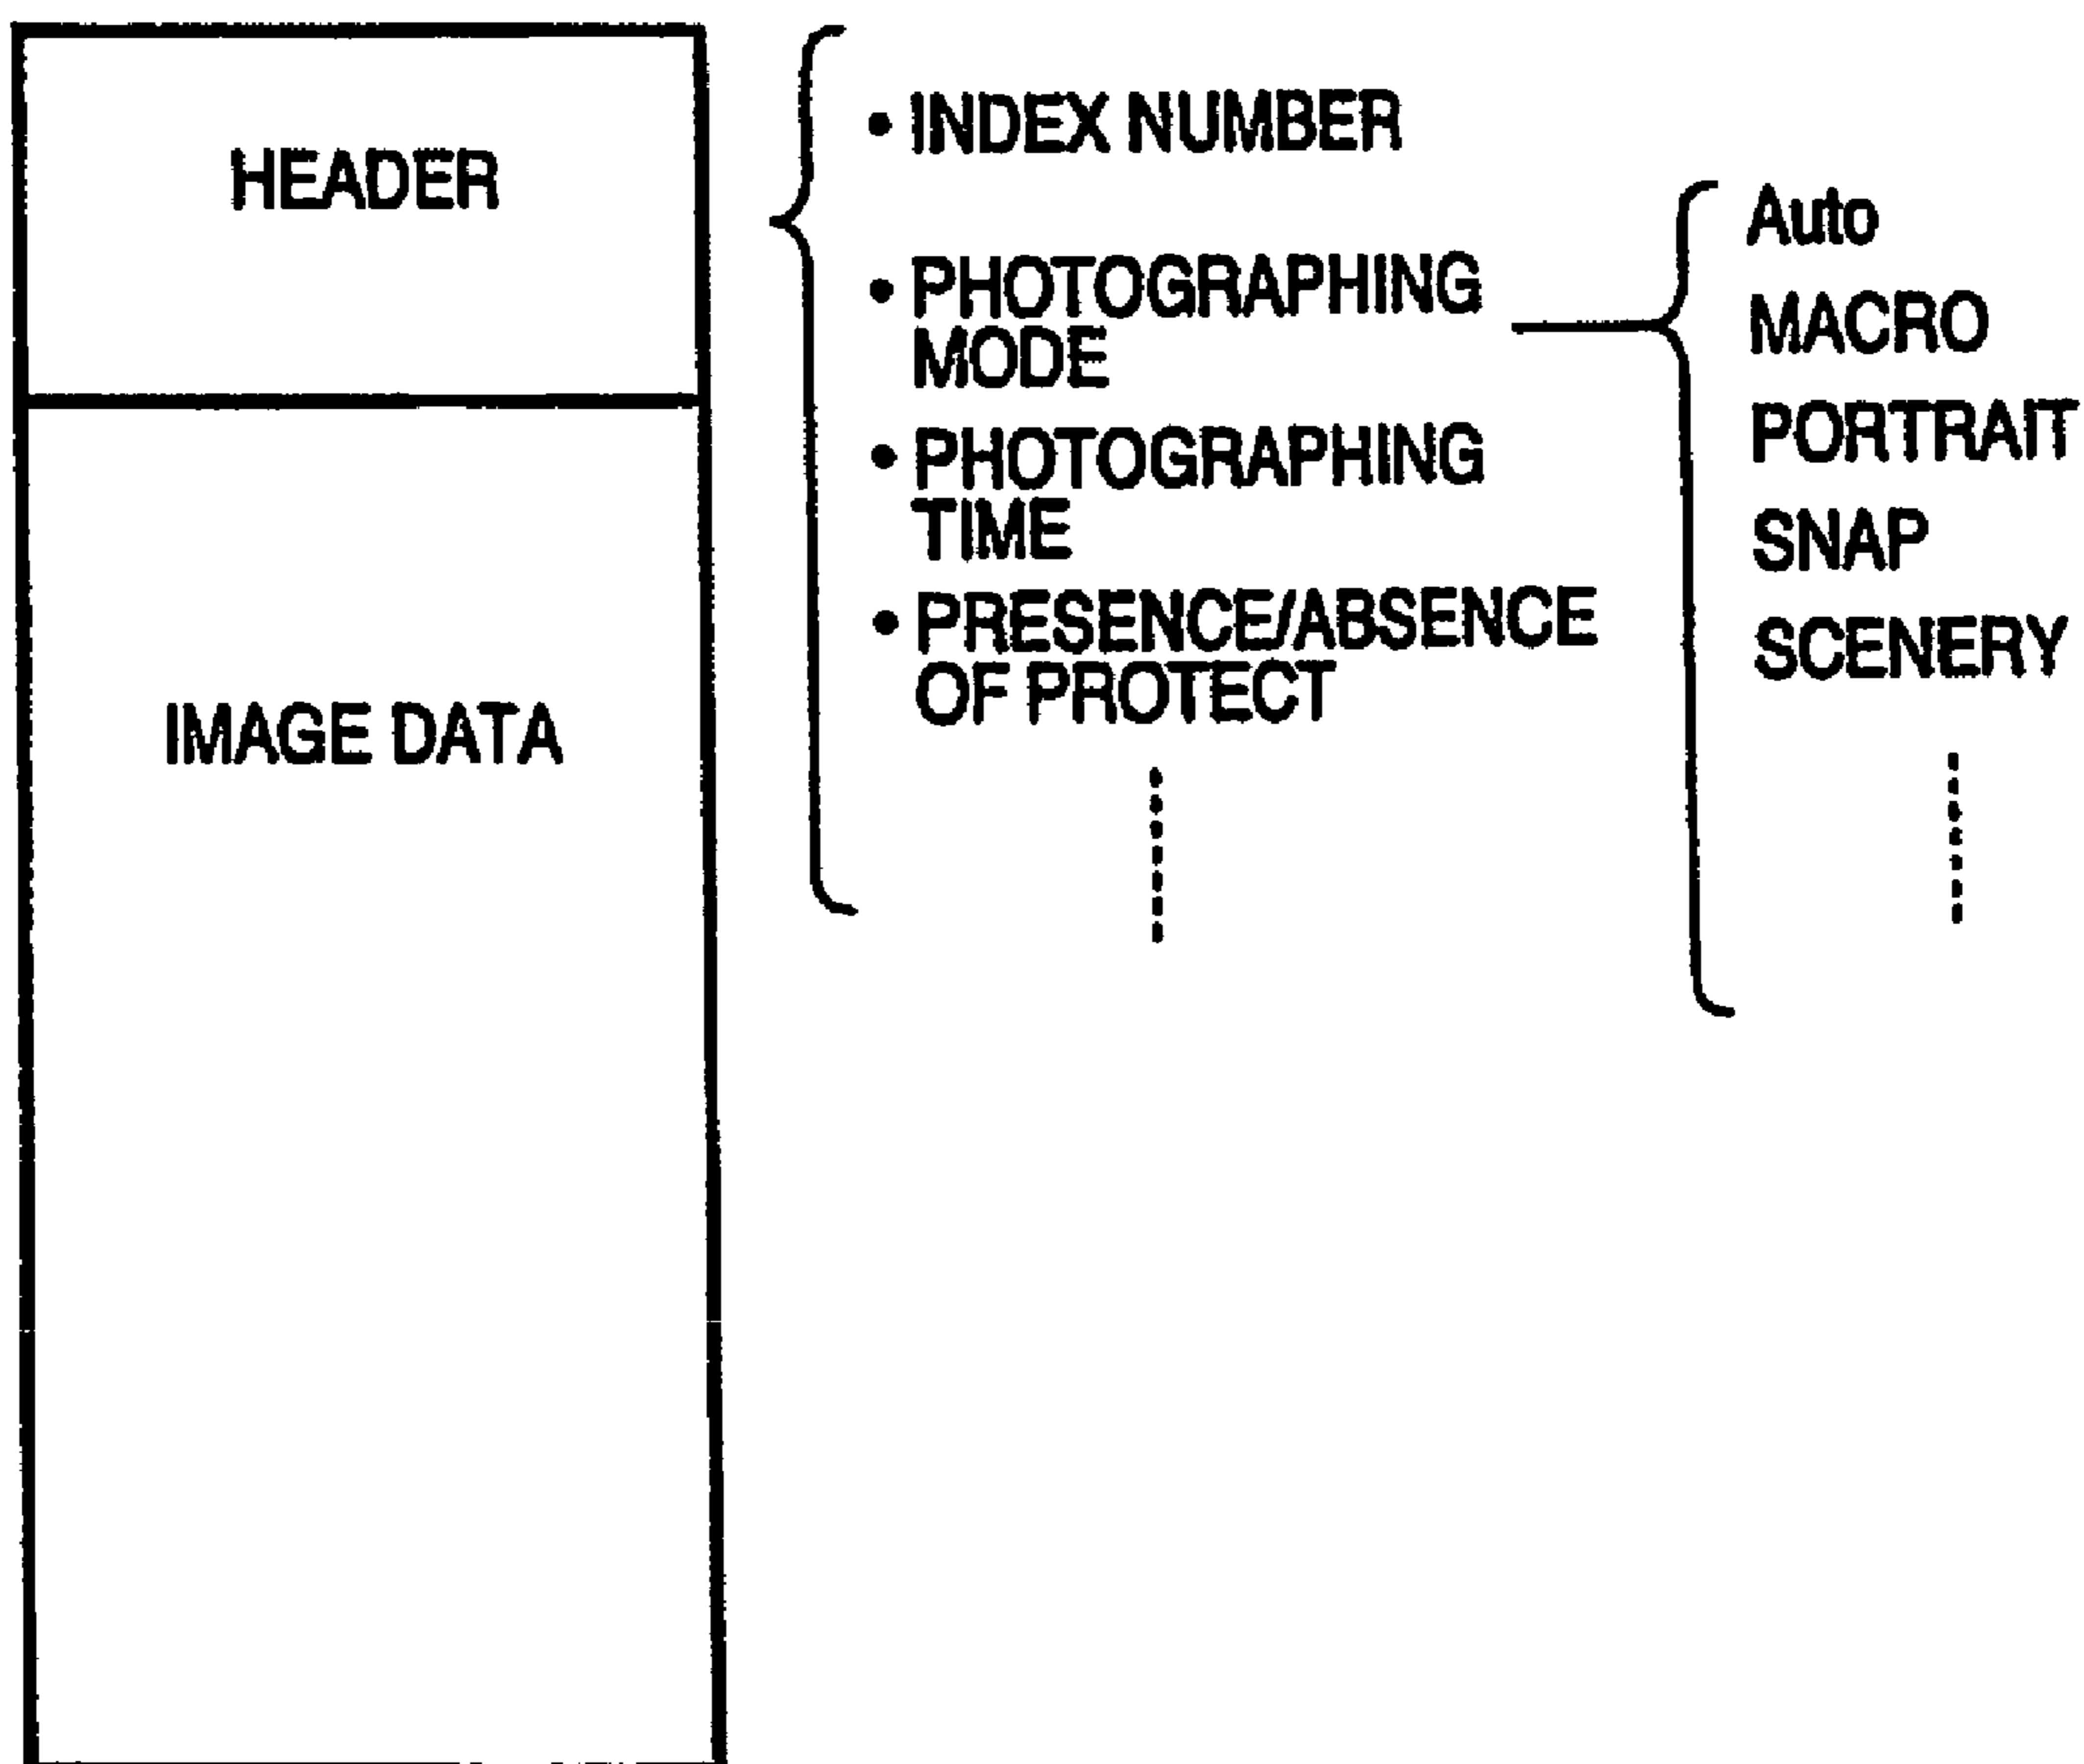 HEADER
IMAGE DATA
• INDEX NUMBER
• PHOTOGRAPHING
MODE
• PHOTOGRAPHING
TIME
• PRESENCE/ABSENCE
OF PROTECT
Auto
MACRO
PORTRAIT
SNAP
SCENERY